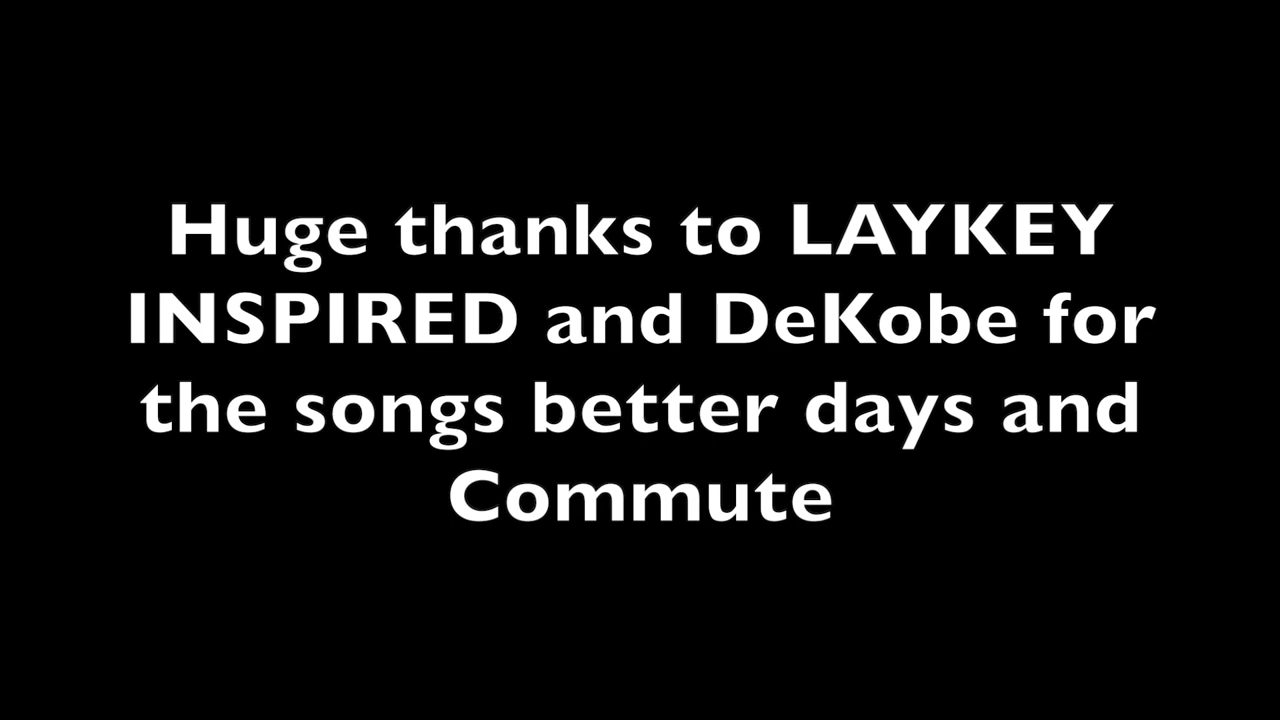 Huge thanks to LAYKEY
INSPIRED and DeKobe for
the songs better days and
Commute